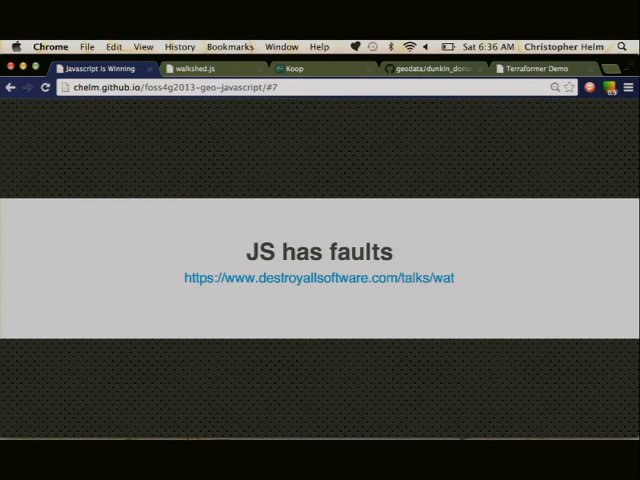 Chrome File Edit View History Bookmarks Window Help Sat 6:36 AM Christopher Helm
Javascript is Winning walkshed.js Koop geodata/dunkin_donu Terraformer Demo
chelm.github.io/foss4g2013-geo-javascript/#7
JS has faults
https://www.destroyallsoftware.com/talks/wat